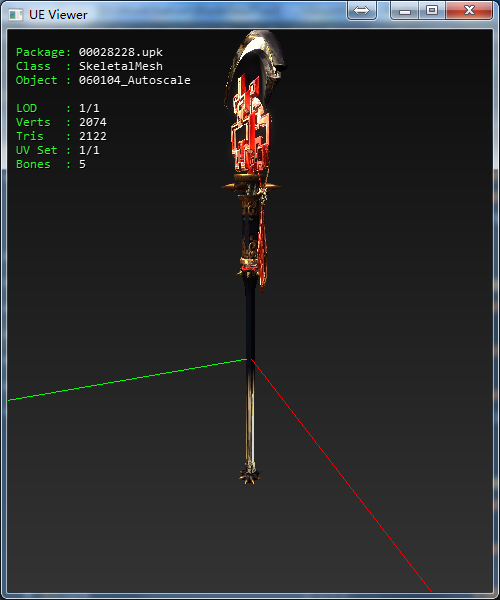 UE Viewer
Package: 00028228.upk
Class : SkeletalMesh
Object : 060104_Autoscale
LOD : 1/1
Verts : 2074
Tris : 2122
UV Set : 1/1
Bones : 5